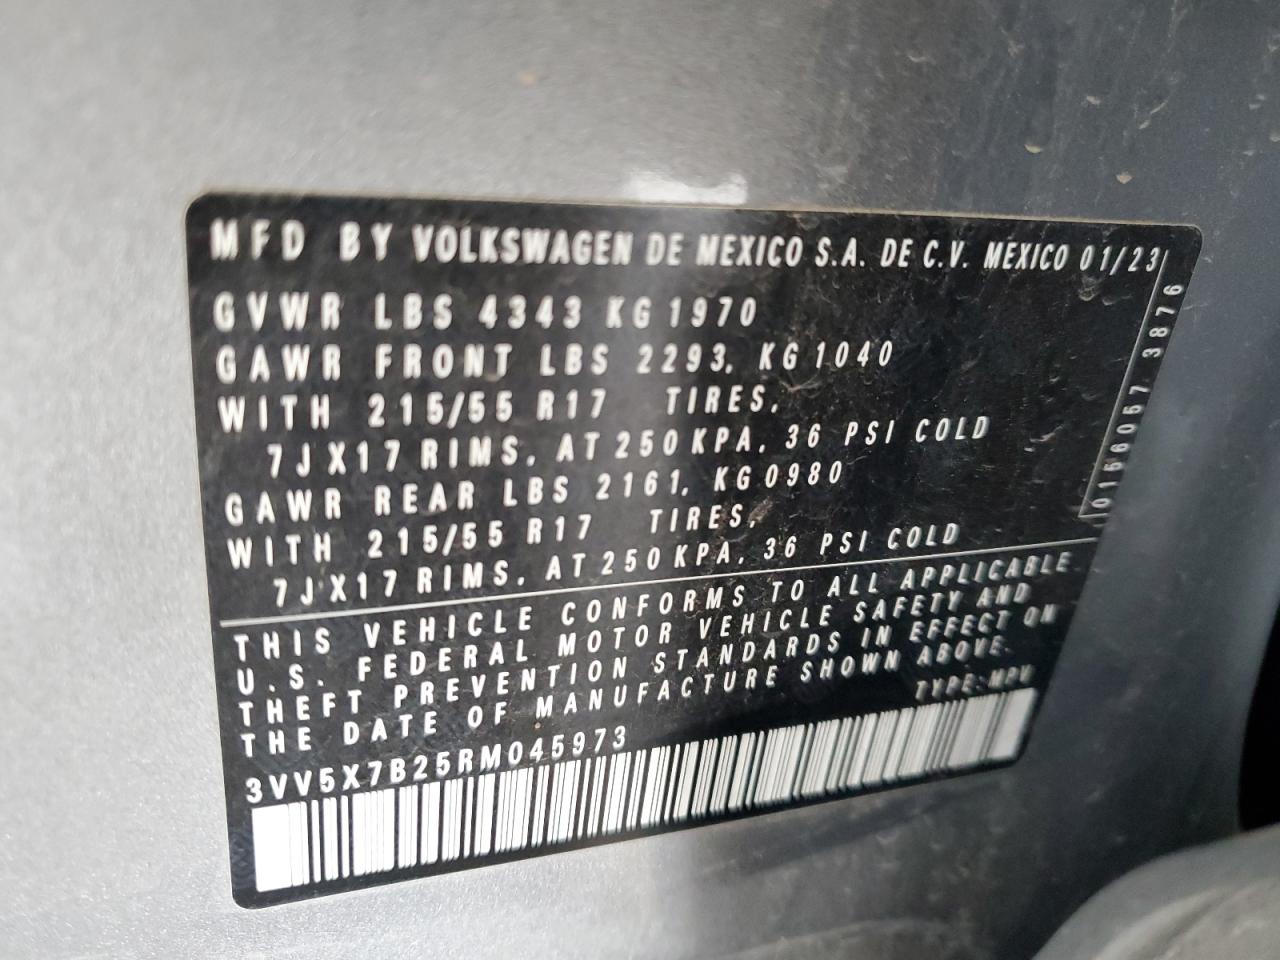 MFD BY VOLKSWAGEN DE MEXICO S.A. DE C.V. MEXICO 01/23
GVWR LBS 4343 KG 1970
GAWR FRONT LBS 2293, KG 1040
WITH 215/55 R17 TIRES,
7J X17 RIMS, AT 250 KPA, 36 PSI COLD
GAWR REAR LBS 2161, KG 0980
WITH 215/55 R17 TIRES,
7J X17 RIMS, AT 250 KPA, 36 PSI COLD
THIS VEHICLE CONFORMS TO ALL APPLICABLE
U.S. FEDERAL MOTOR VEHICLE SAFETY AND
THEFT PREVENTION STANDARDS IN EFFECT ON
THE DATE OF MANUFACTURE SHOWN ABOVE.
TYPE: MPV
3VV5X7B25RM045973
0156057 3876